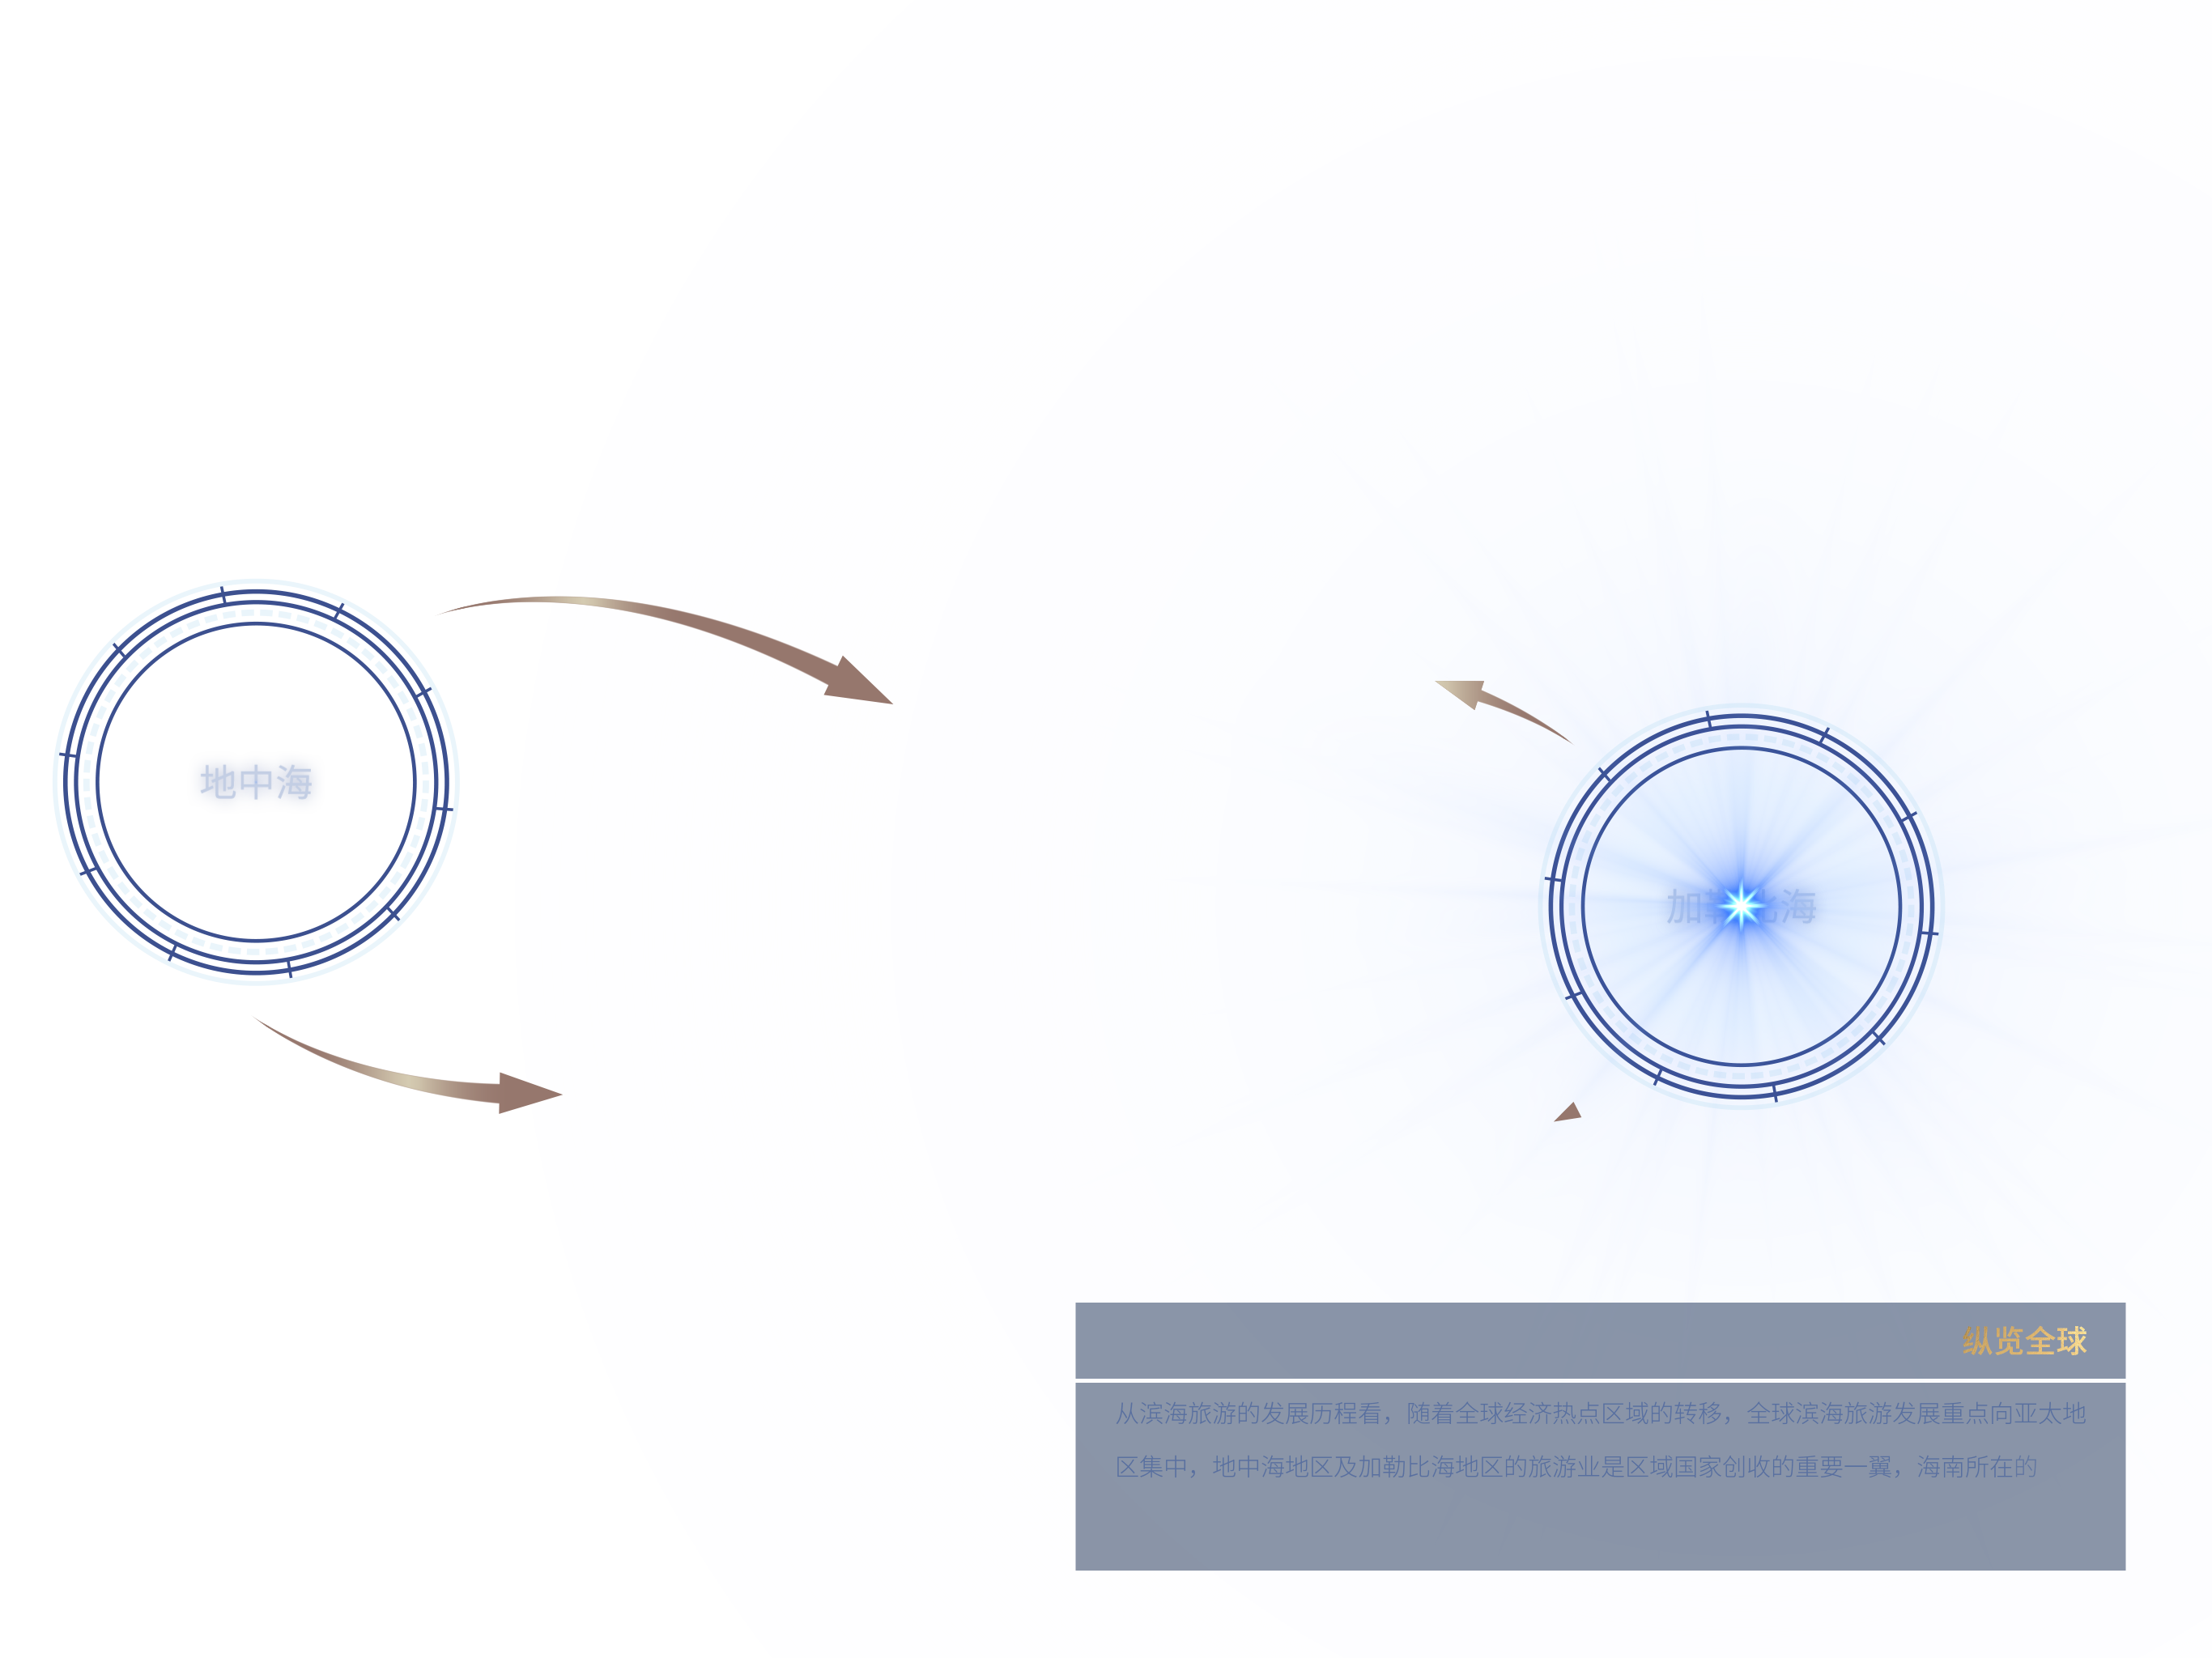 地中海
加勒比海
纵览全球
从滨海旅游的发展历程看，随着全球经济热点区域的转移，全球滨海旅游发展重点向亚太地
区集中，地中海地区及加勒比海地区的旅游业是区域国家创收的重要一翼，海南所在的